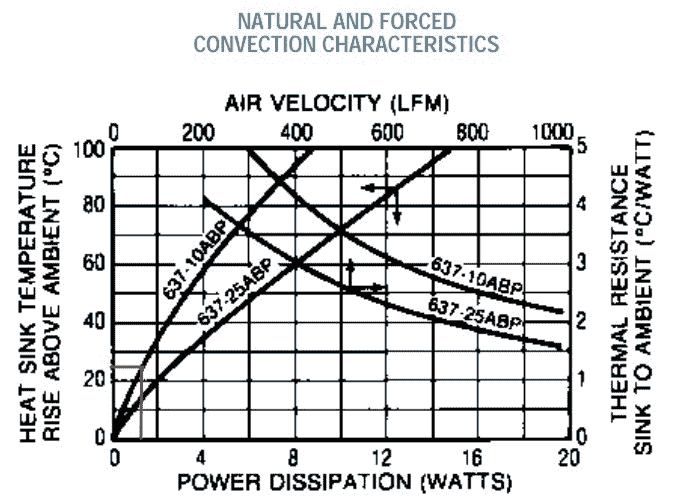 NATURAL AND FORCED
CONVECTION CHARACTERISTICS
AIR VELOCITY (LFM)
0 200 400 600 800 1000
HEAT SINK TEMPERATURE
RISE ABOVE AMBIENT (°C)
100
80
60
40
20
0
5
4
3
2
1
0
THERMAL RESISTANCE
SINK TO AMBIENT (°C/WATT)
637-10ABP
637-25ABP
637-10ABP
637-25ABP
0 4 8 12 16 20
POWER DISSIPATION (WATTS)